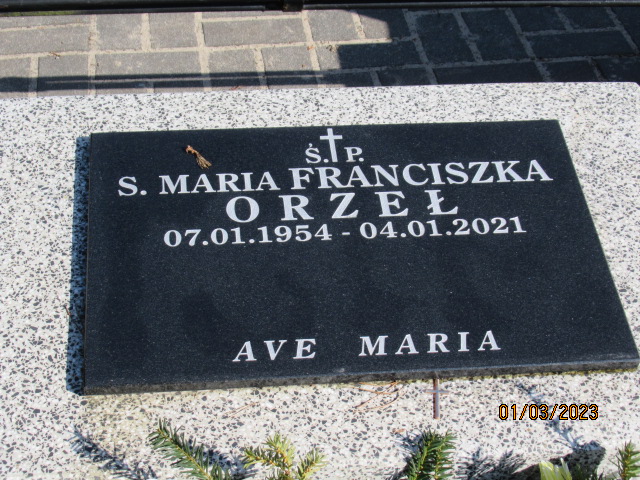 Ś. P.
S. MARIA FRANCISZKA
ORZEŁ
07.01.1954 - 04.01.2021
AVE MARIA
01/03/2023